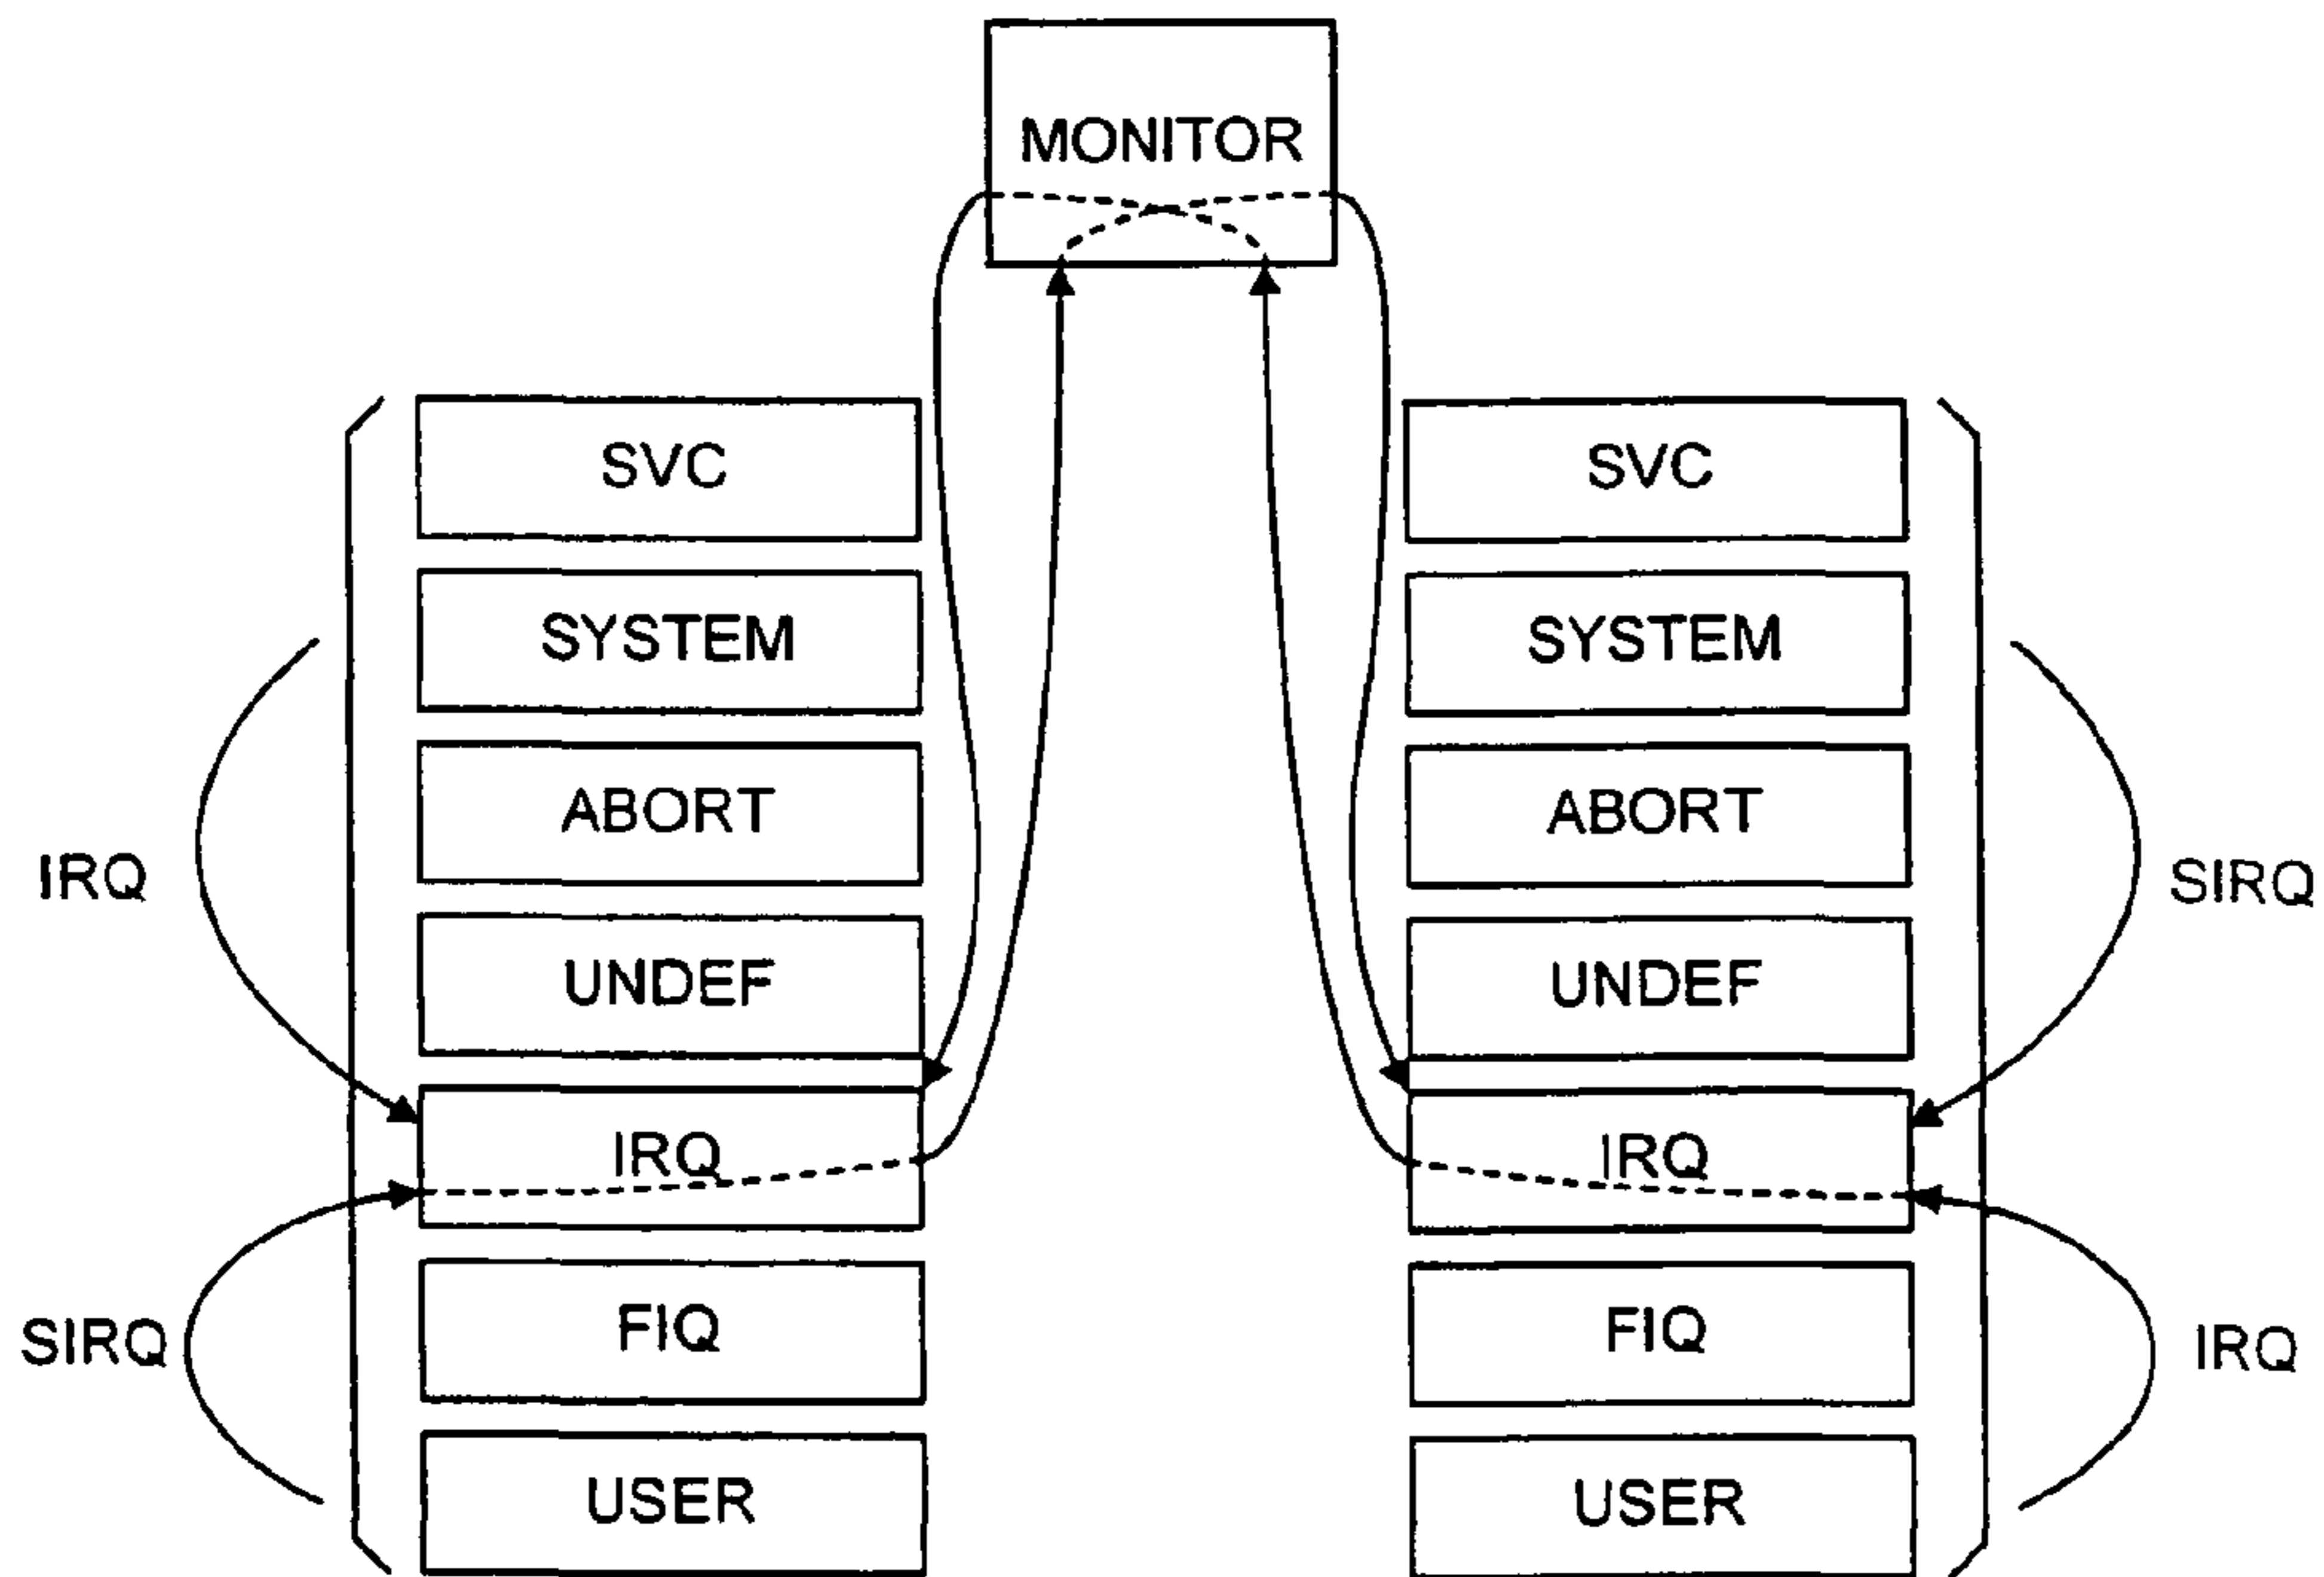 MONITOR
SVC
SYSTEM
ABORT
UNDEF
IRQ
FIQ
USER
IRQ
SIRQ
SVC
SYSTEM
ABORT
UNDEF
IRQ
FIQ
USER
SIRQ
IRQ